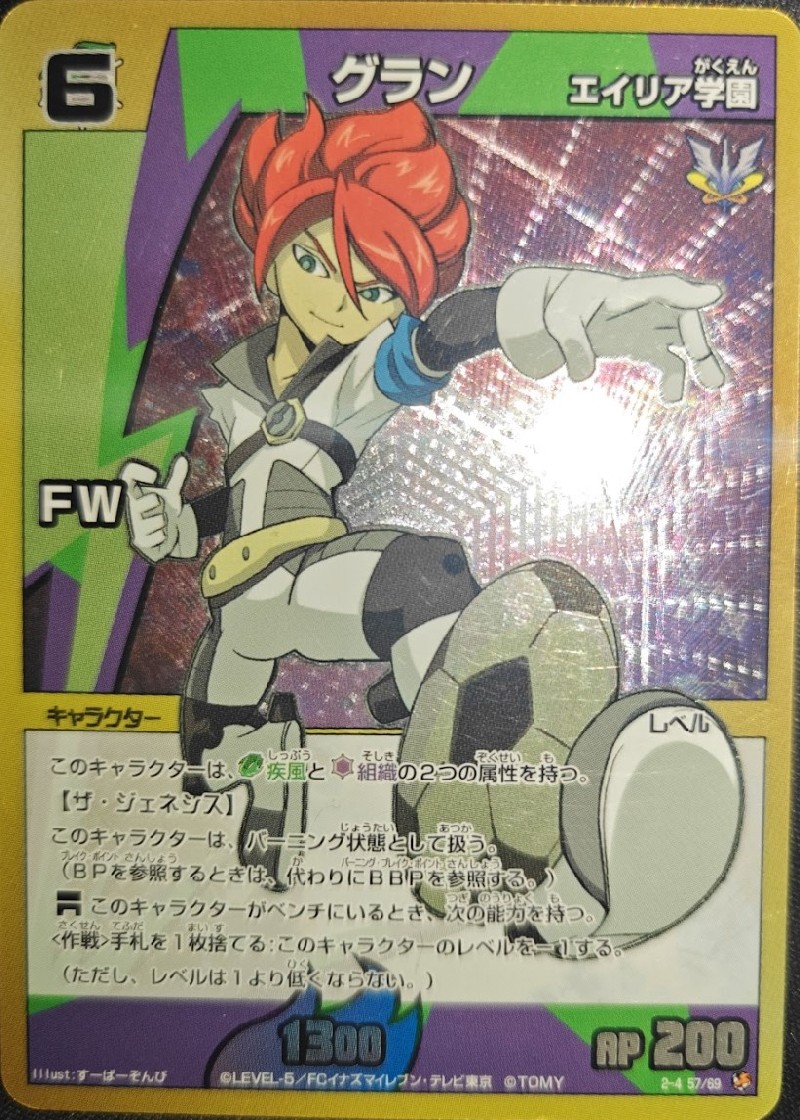 6
グラン
エイリア学園
がくえん
FW
キャラクター
レベル
このキャラクターは、疾風と組織の2つの属性を持つ。
しっぷう そしき ぞくせい も
【ザ・ジェネシス】
このキャラクターは、バーニング状態として扱う。
じょうたい あつか
(BPを参照するときは、代わりにBBPを参照する。)
ブレイク ポイント さんしょう か バーニング・ブレイク・ポイント さんしょう
このキャラクターがベンチにいるとき、次の能力を持つ。
つぎ のうりょく も
<作戦>手札を1枚捨てる:このキャラクターのレベルを－1する。
さくせん てふだ まい す
(ただし、レベルは1より低くならない。)
ひく
1300
AP 200
Illust:すーぱーぞんび
©LEVEL-5/FCイナズマイレブン・テレビ東京 ©TOMY
2-4 57/69